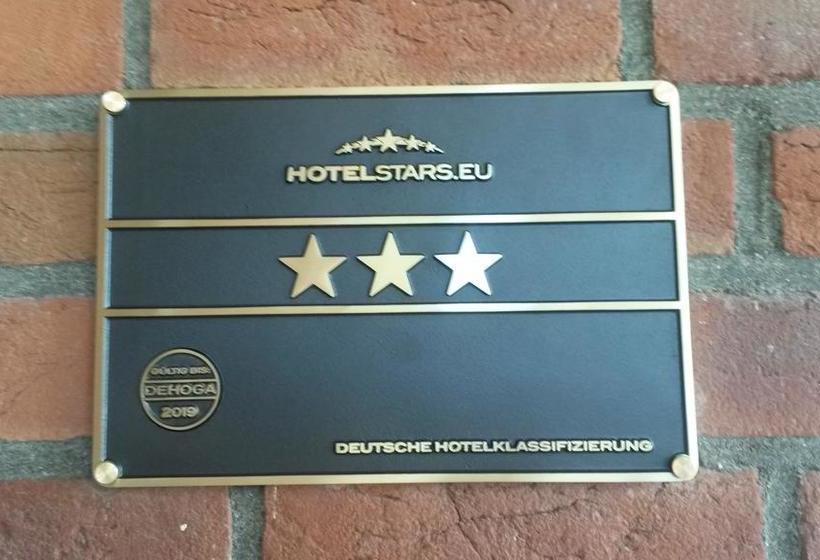 HOTELSTARS.EU
GÜLTIG BIS:
DEHOGA
2019
DEUTSCHE HOTELKLASSIFIZIERUNG